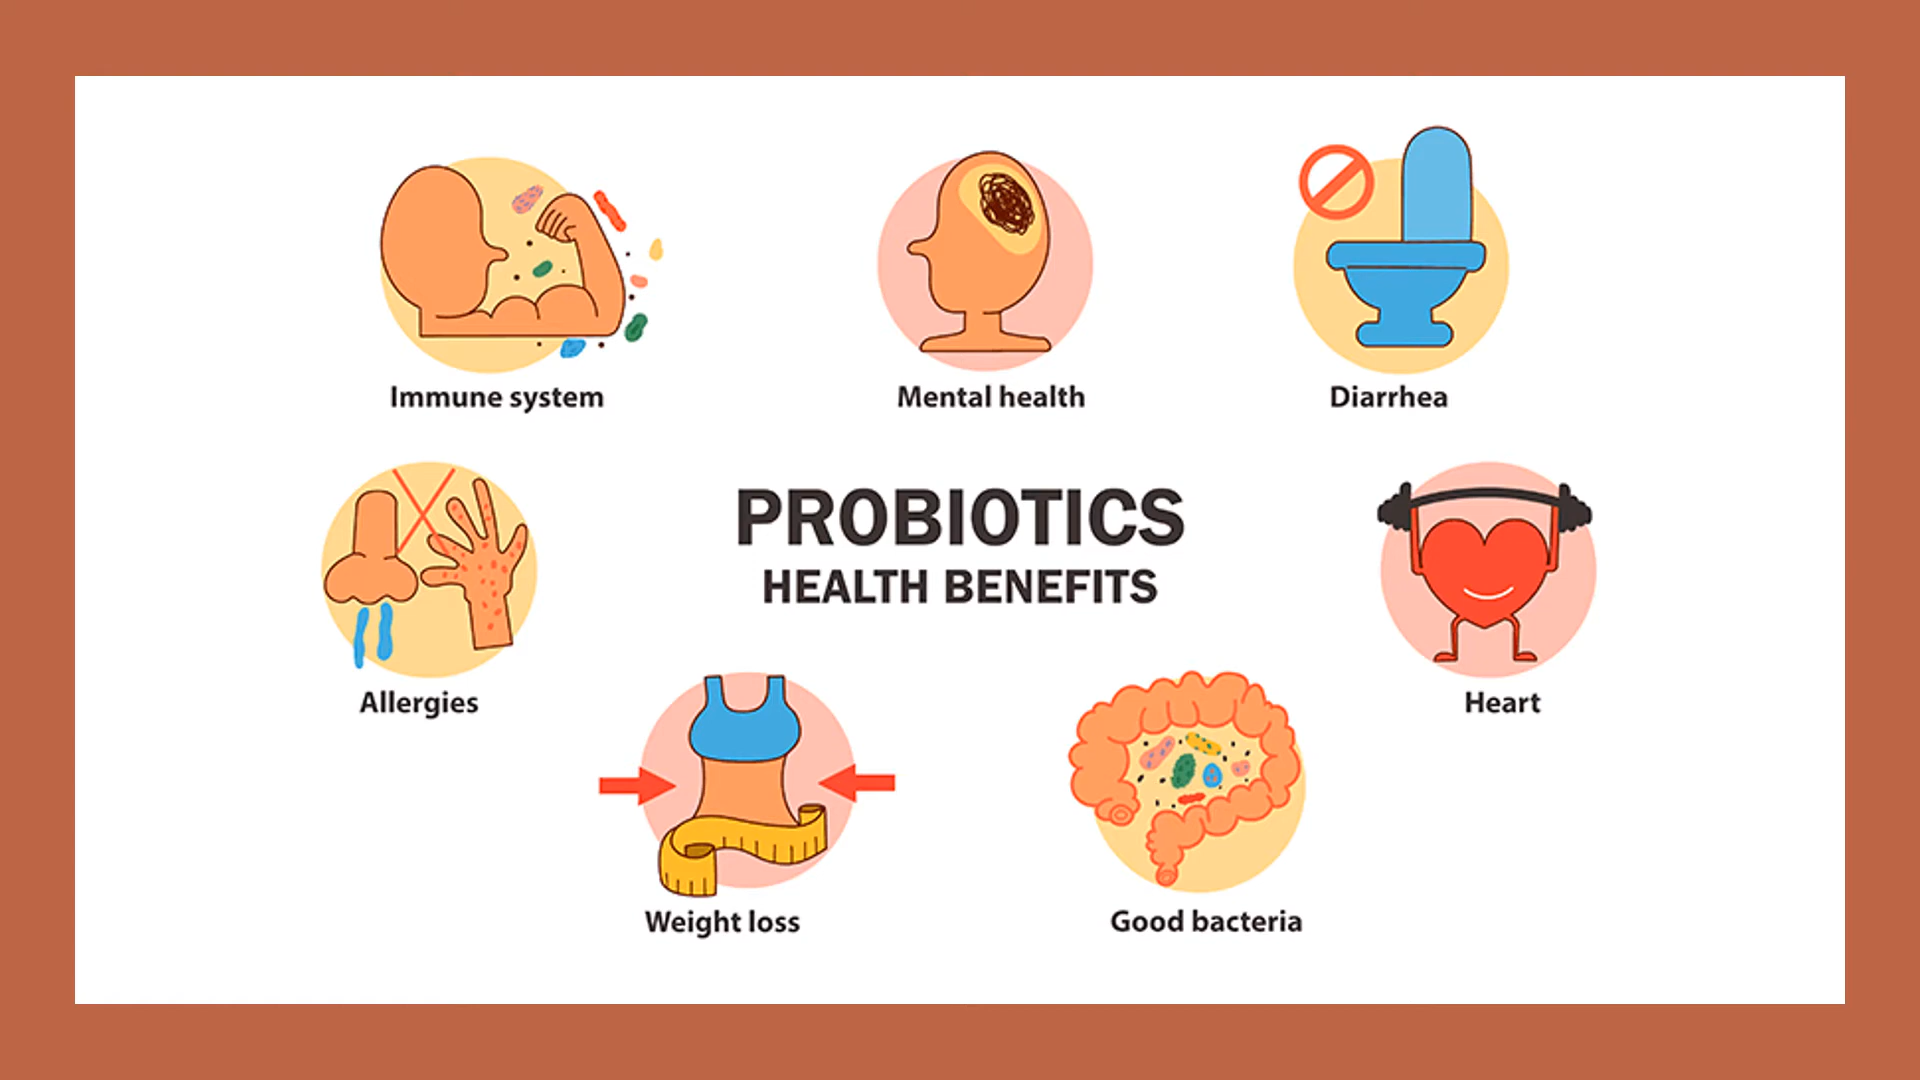 Immune system
Mental health
Diarrhea
PROBIOTICS
HEALTH BENEFITS
Allergies
Heart
Weight loss
Good bacteria